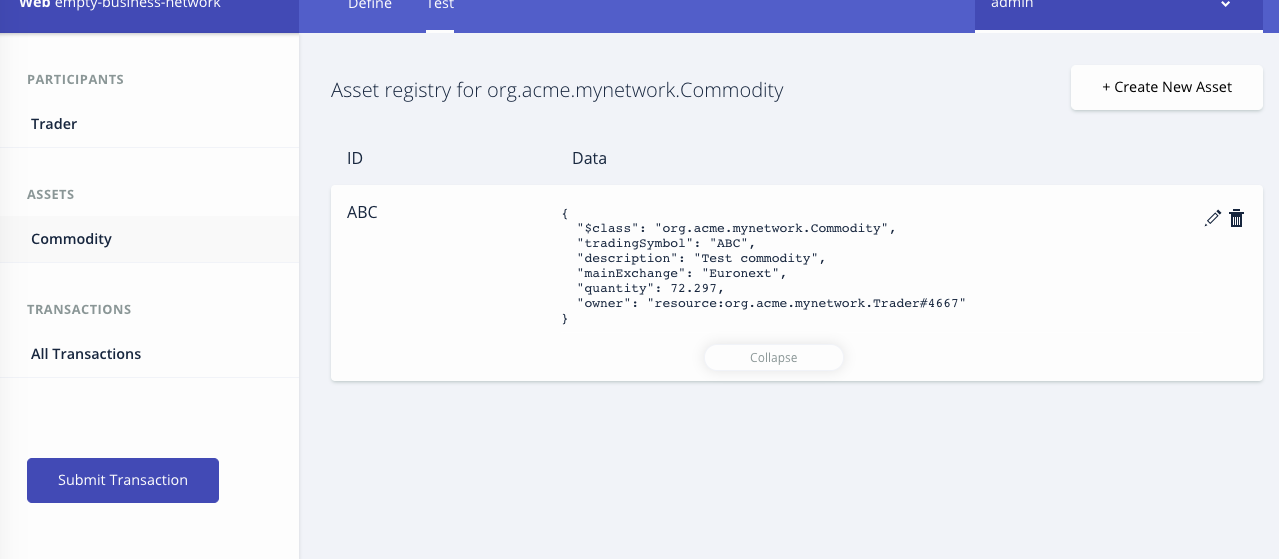 Web empty-business-network
Define
Test
admin
PARTICIPANTS
Trader
ASSETS
Commodity
TRANSACTIONS
All Transactions
Submit Transaction
Asset registry for org.acme.mynetwork.Commodity
+ Create New Asset
ID
Data
ABC
{
"$class": "org.acme.mynetwork.Commodity",
"tradingSymbol": "ABC",
"description": "Test commodity",
"mainExchange": "Euronext",
"quantity": 72.297,
"owner": "resource:org.acme.mynetwork.Trader#4667"
}
Collapse